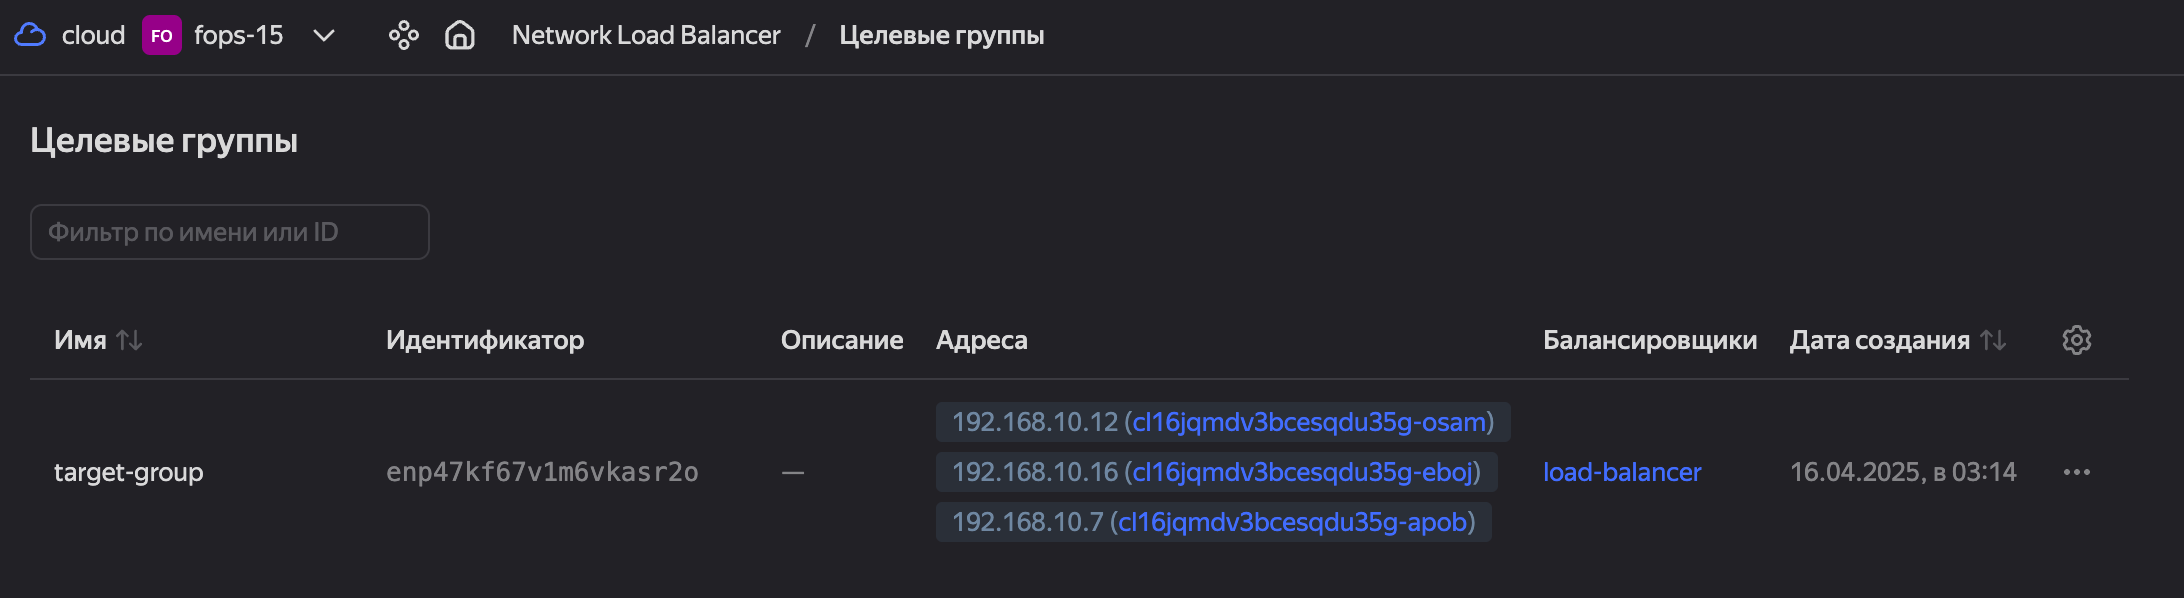 cloud FO fops-15 Network Load Balancer / Целевые группы
Целевые группы
Фильтр по имени или ID
Имя Идентификатор Описание Адреса Балансировщики Дата создания
192.168.10.12 (cl16jqmdv3bcesqdu35g-osam)
target-group enp47kf67v1m6vkasr2o — 192.168.10.16 (cl16jqmdv3bcesqdu35g-eboj) load-balancer 16.04.2025, в 03:14
192.168.10.7 (cl16jqmdv3bcesqdu35g-apob)